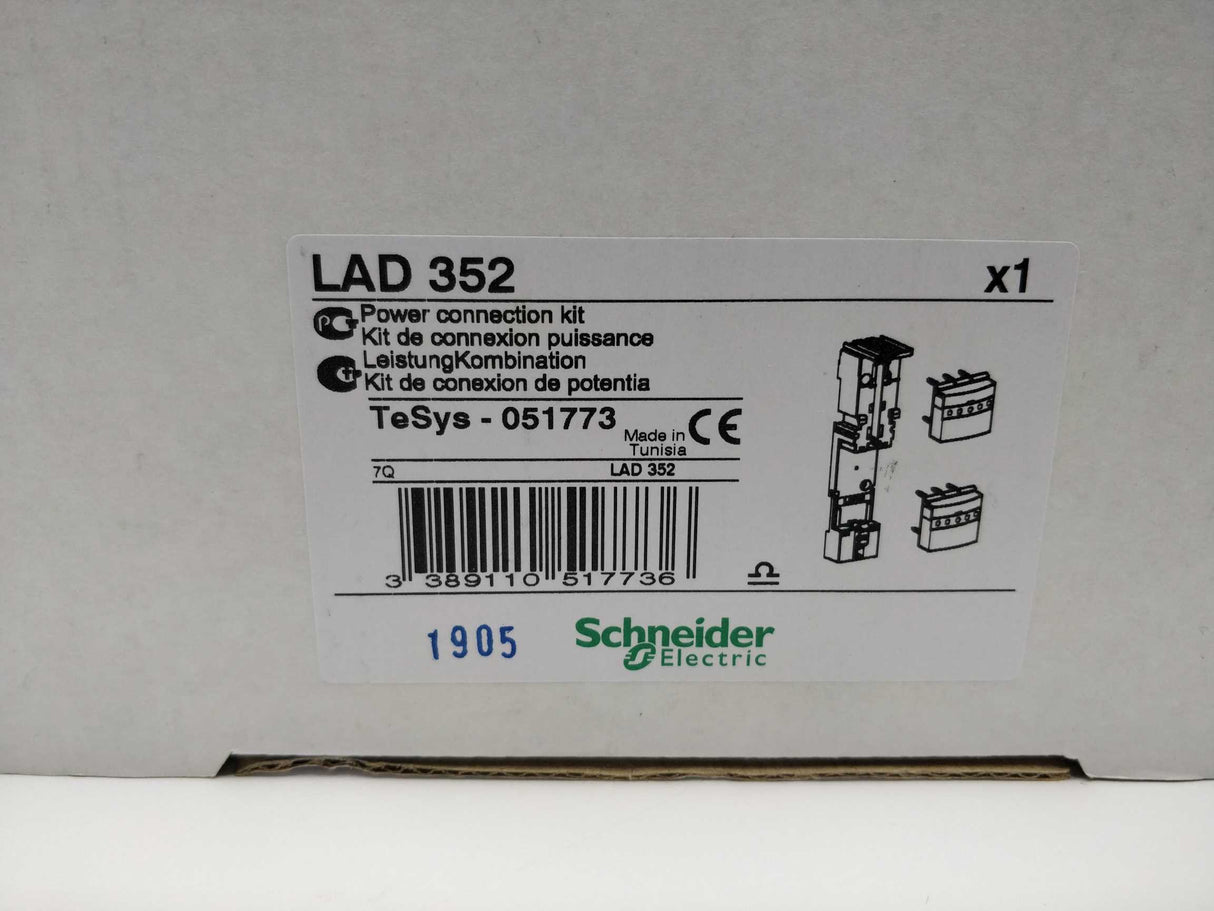 LAD 352 x1
Power connection kit
Kit de connexion puissance
LeistungKombination
Kit de conexion de potentia
TeSys - 051773
Made in
Tunisia
CE
7Q LAD 352
3 389110 517736
1905
Schneider
Electric